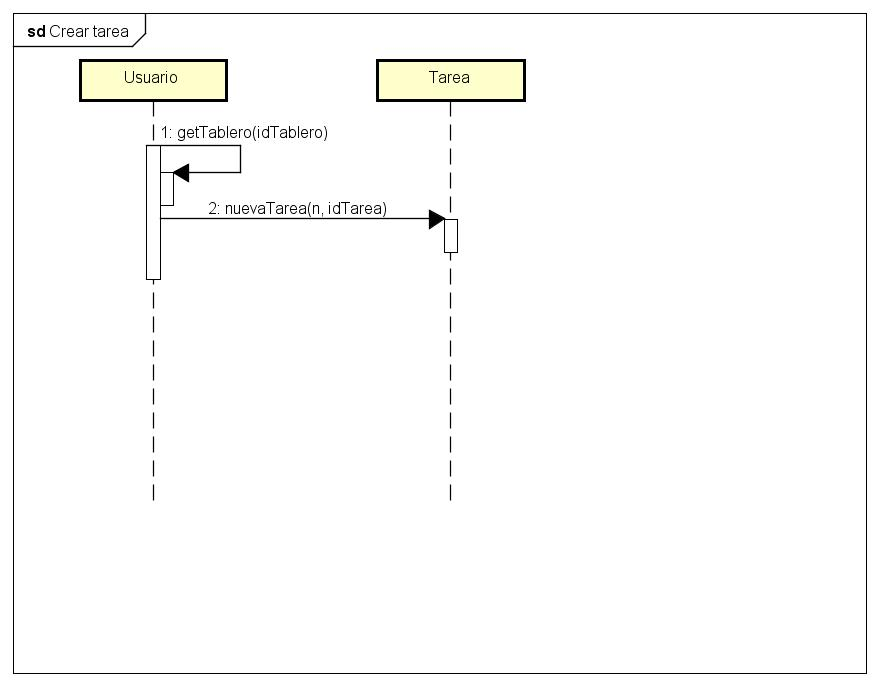 sd Crear tarea
Usuario
Tarea
1: getTablero(idTablero)
2: nuevaTarea(n, idTarea)